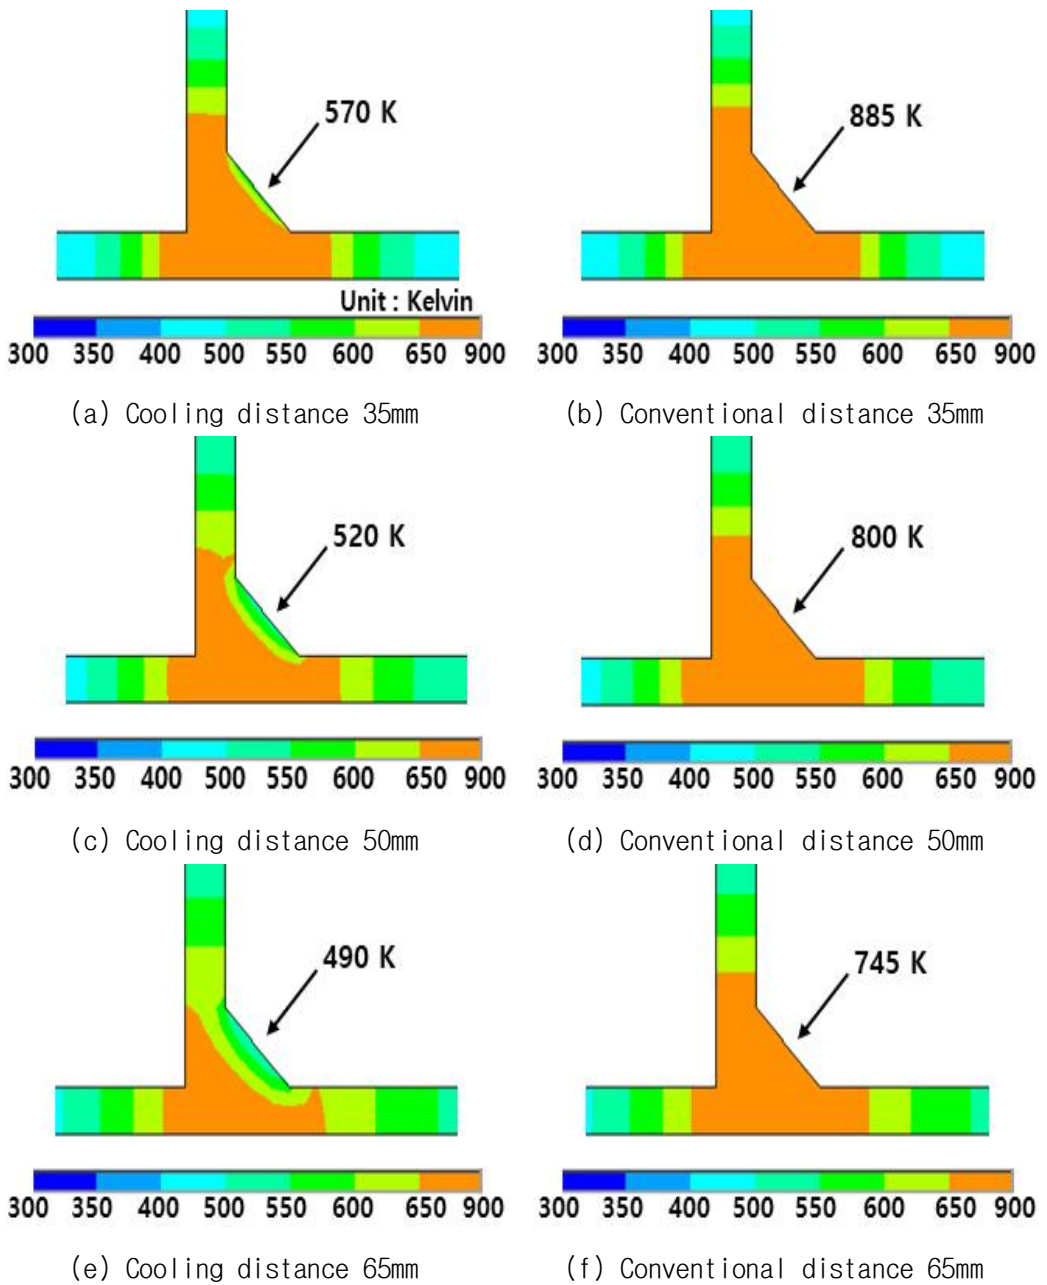 570 K
885 K
Unit : Kelvin
300 350 400 500 550 600 650 900
300 350 400 500 550 600 650 900
(a) Cooling distance 35mm
(b) Conventional distance 35mm
520 K
800 K
300 350 400 500 550 600 650 900
300 350 400 500 550 600 650 900
(c) Cooling distance 50mm
(d) Conventional distance 50mm
490 K
745 K
300 350 400 500 550 600 650 900
300 350 400 500 550 600 650 900
(e) Cooling distance 65mm
(f) Conventional distance 65mm